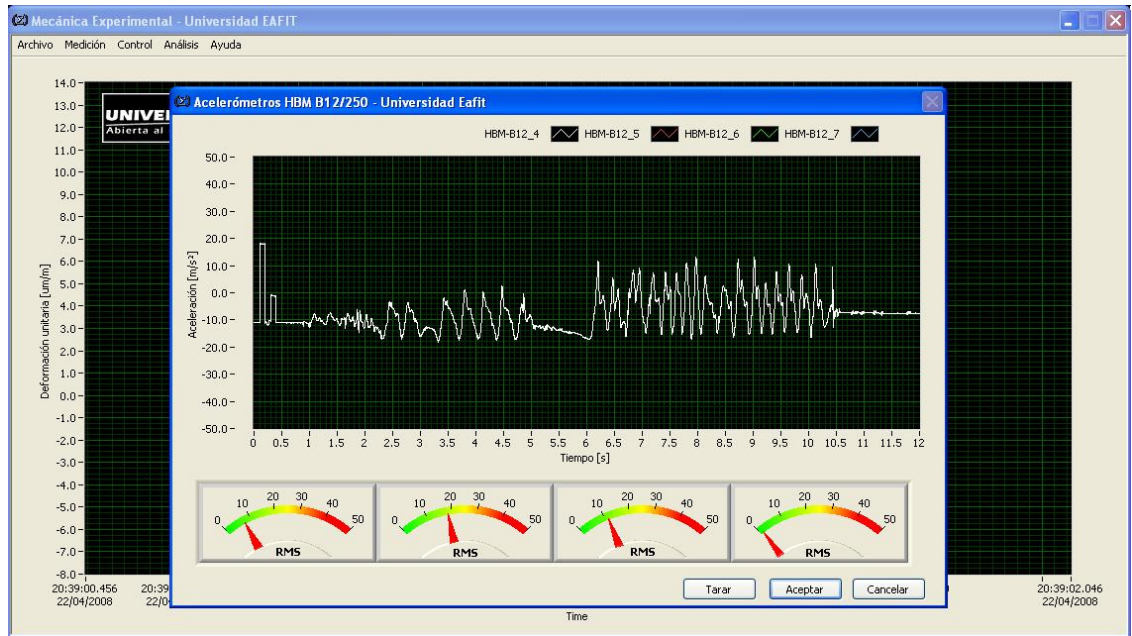 Mecánica Experimental - Universidad EAFIT
Archivo Medición Control Análisis Ayuda
UNIVE
Abierta al
Acelerómetros HBM B12/250 - Universidad Eafit
HBM-B12_4 HBM-B12_5 HBM-B12_6 HBM-B12_7
14.0
13.0
12.0
11.0
10.0
9.0
8.0
7.0
6.0
5.0
4.0
3.0
2.0
1.0
0.0
-1.0
-2.0
-3.0
-4.0
-5.0
-6.0
-7.0
-8.0
Deformación unitaria [um/m]
50.0
40.0
30.0
20.0
10.0
0.0
-10.0
-20.0
-30.0
-40.0
-50.0
Aceleración [m/s²]
0 0.5 1 1.5 2 2.5 3 3.5 4 4.5 5 5.5 6 6.5 7 7.5 8 8.5 9 9.5 10 10.5 11 11.5 12
Tiempo [s]
0 10 20 30 40 50
RMS
0 10 20 30 40 50
RMS
0 10 20 30 40 50
RMS
0 10 20 30 40 50
RMS
Tarar Aceptar Cancelar
20:39:00.456 20:39 20:39:02.046
22/04/2008 22/0 22/04/2008
Time